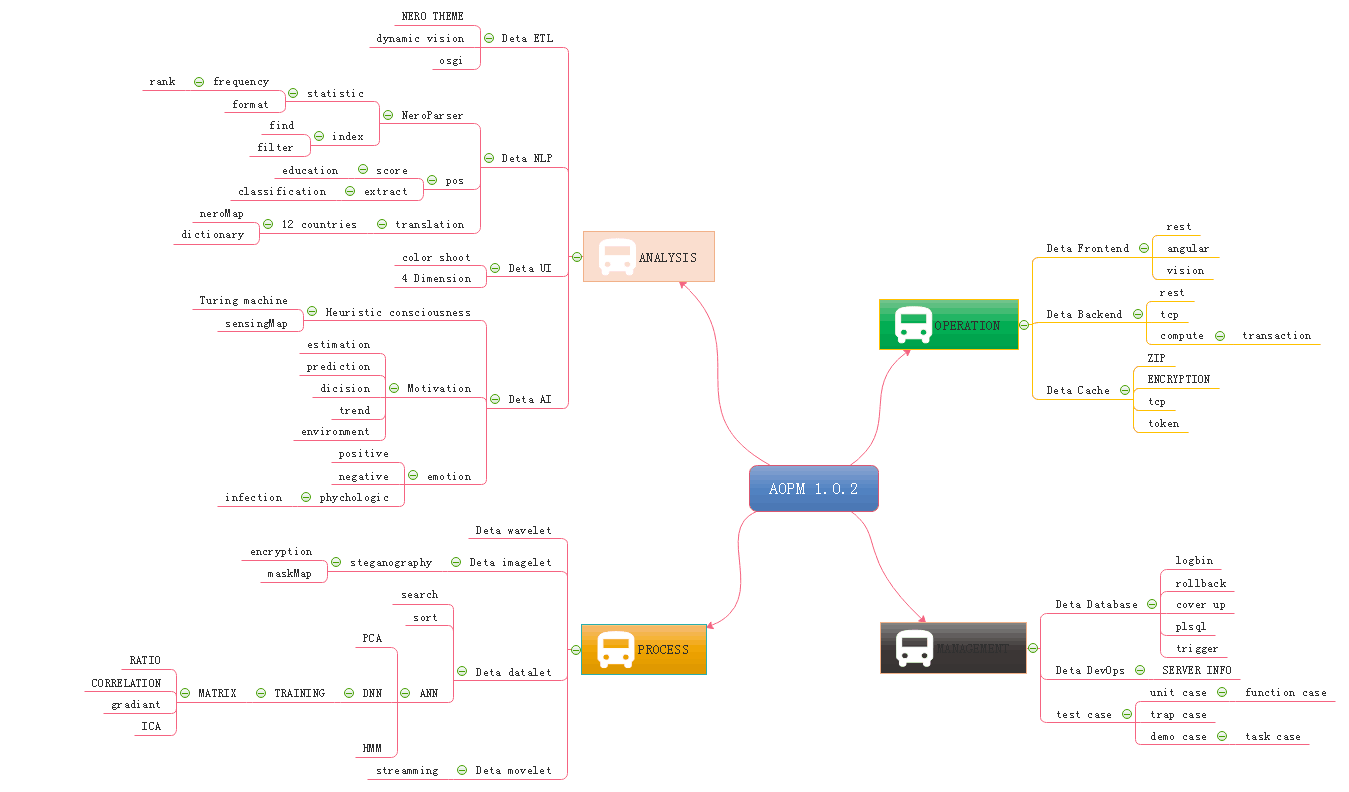 NERO THEME
dynamic vision
Deta ETL
osgi
rank
frequency
statistic
format
NeroParser
find
index
filter
Deta NLP
education
score
pos
classification
extract
neroMap
12 countries
translation
dictionary
ANALYSIS
color shoot
Deta UI
4 Dimension
Turing machine
Heuristic consciousness
sensingMap
estimation
prediction
dicision
Motivation
Deta AI
trend
environment
positive
negative
emotion
infection
phychologic
AOPM 1.0.2
OPERATION
Deta Frontend
rest
angular
vision
Deta Backend
rest
tcp
compute
transaction
Deta Cache
ZIP
ENCRYPTION
tcp
token
Deta wavelet
encryption
steganography
Deta imagelet
maskMap
PROCESS
search
sort
PCA
Deta datalet
RATIO
CORRELATION
MATRIX
TRAINING
DNN
ANN
gradiant
ICA
HMM
streamming
Deta movelet
MANAGEMENT
Deta Database
logbin
rollback
cover up
plsql
trigger
Deta DevOps
SERVER INFO
test case
unit case
function case
trap case
demo case
task case